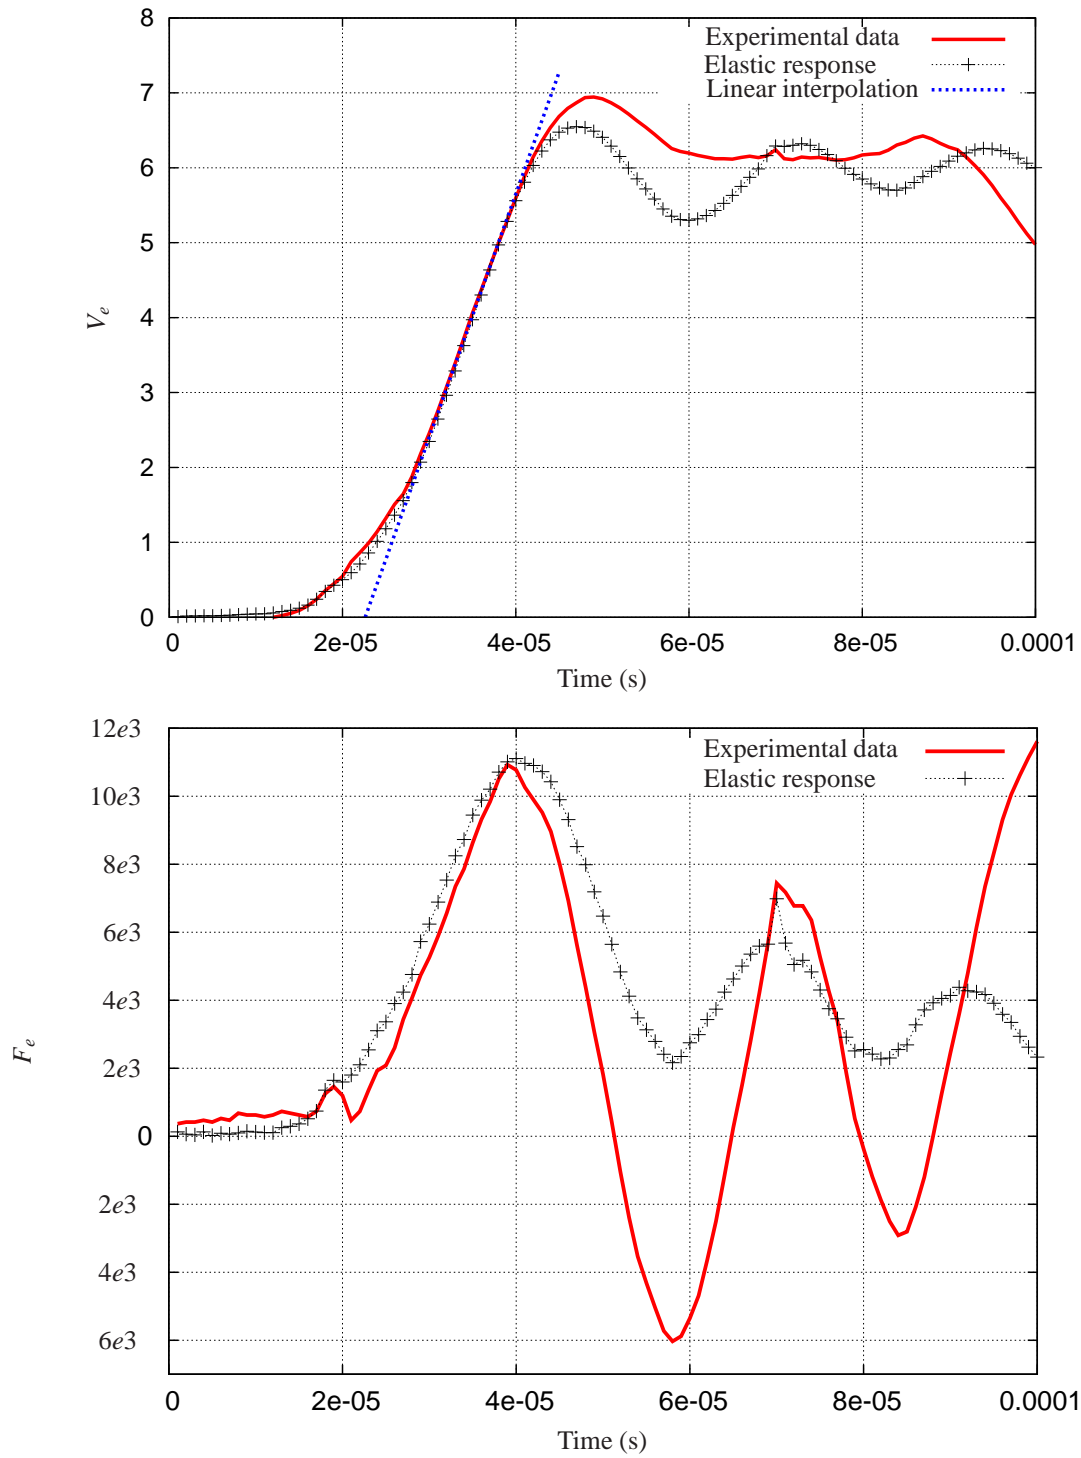 8
7
6
5
4
3
2
1
0
V_e
Experimental data
Elastic response
Linear interpolation
0 2e-05 4e-05 6e-05 8e-05 0.0001
Time (s)
12e3
10e3
8e3
6e3
4e3
2e3
0
2e3
4e3
6e3
F_e
Experimental data
Elastic response
0 2e-05 4e-05 6e-05 8e-05 0.0001
Time (s)